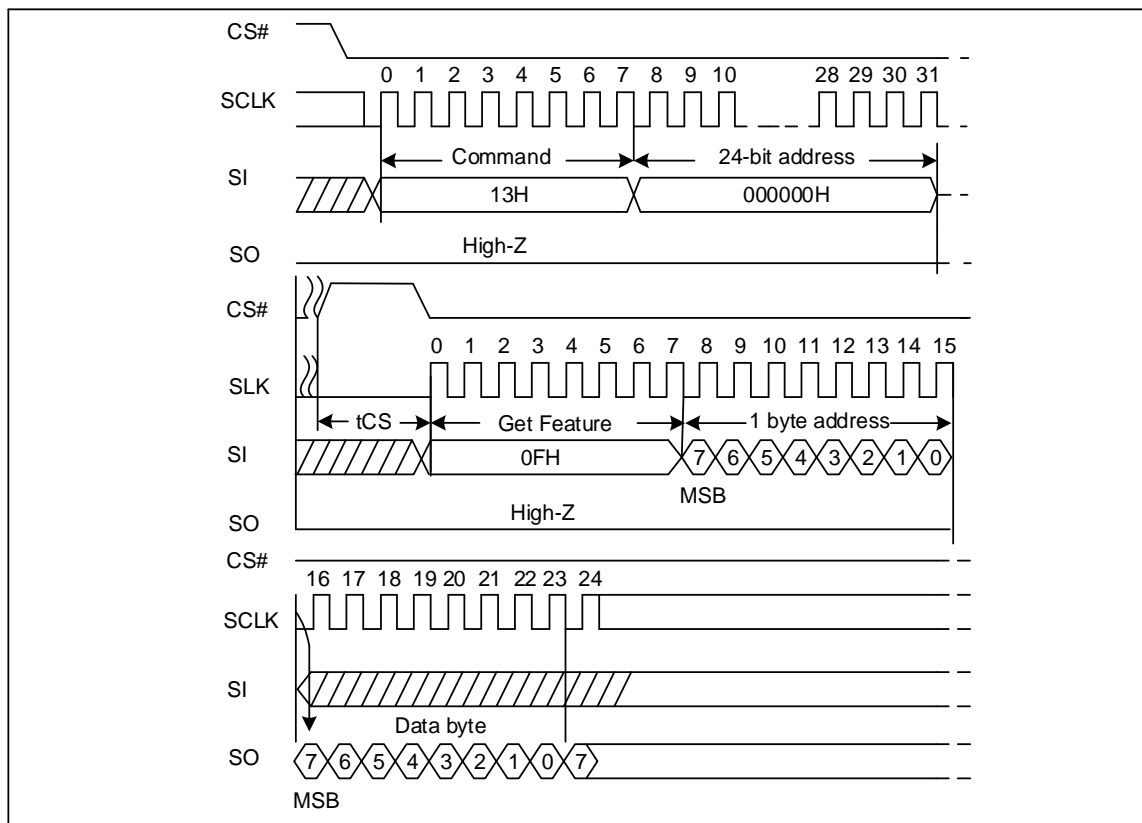 CS#
0 1 2 3 4 5 6 7 8 9 10 28 29 30 31
SCLK
Command 24-bit address
SI
13H 000000H
High-Z
SO
CS#
0 1 2 3 4 5 6 7 8 9 10 11 12 13 14 15
SLK
tCS Get Feature 1 byte address
SI
0FH 7 6 5 4 3 2 1 0
MSB
High-Z
SO
CS#
16 17 18 19 20 21 22 23 24
SCLK
SI
Data byte
SO 7 6 5 4 3 2 1 0 7
MSB